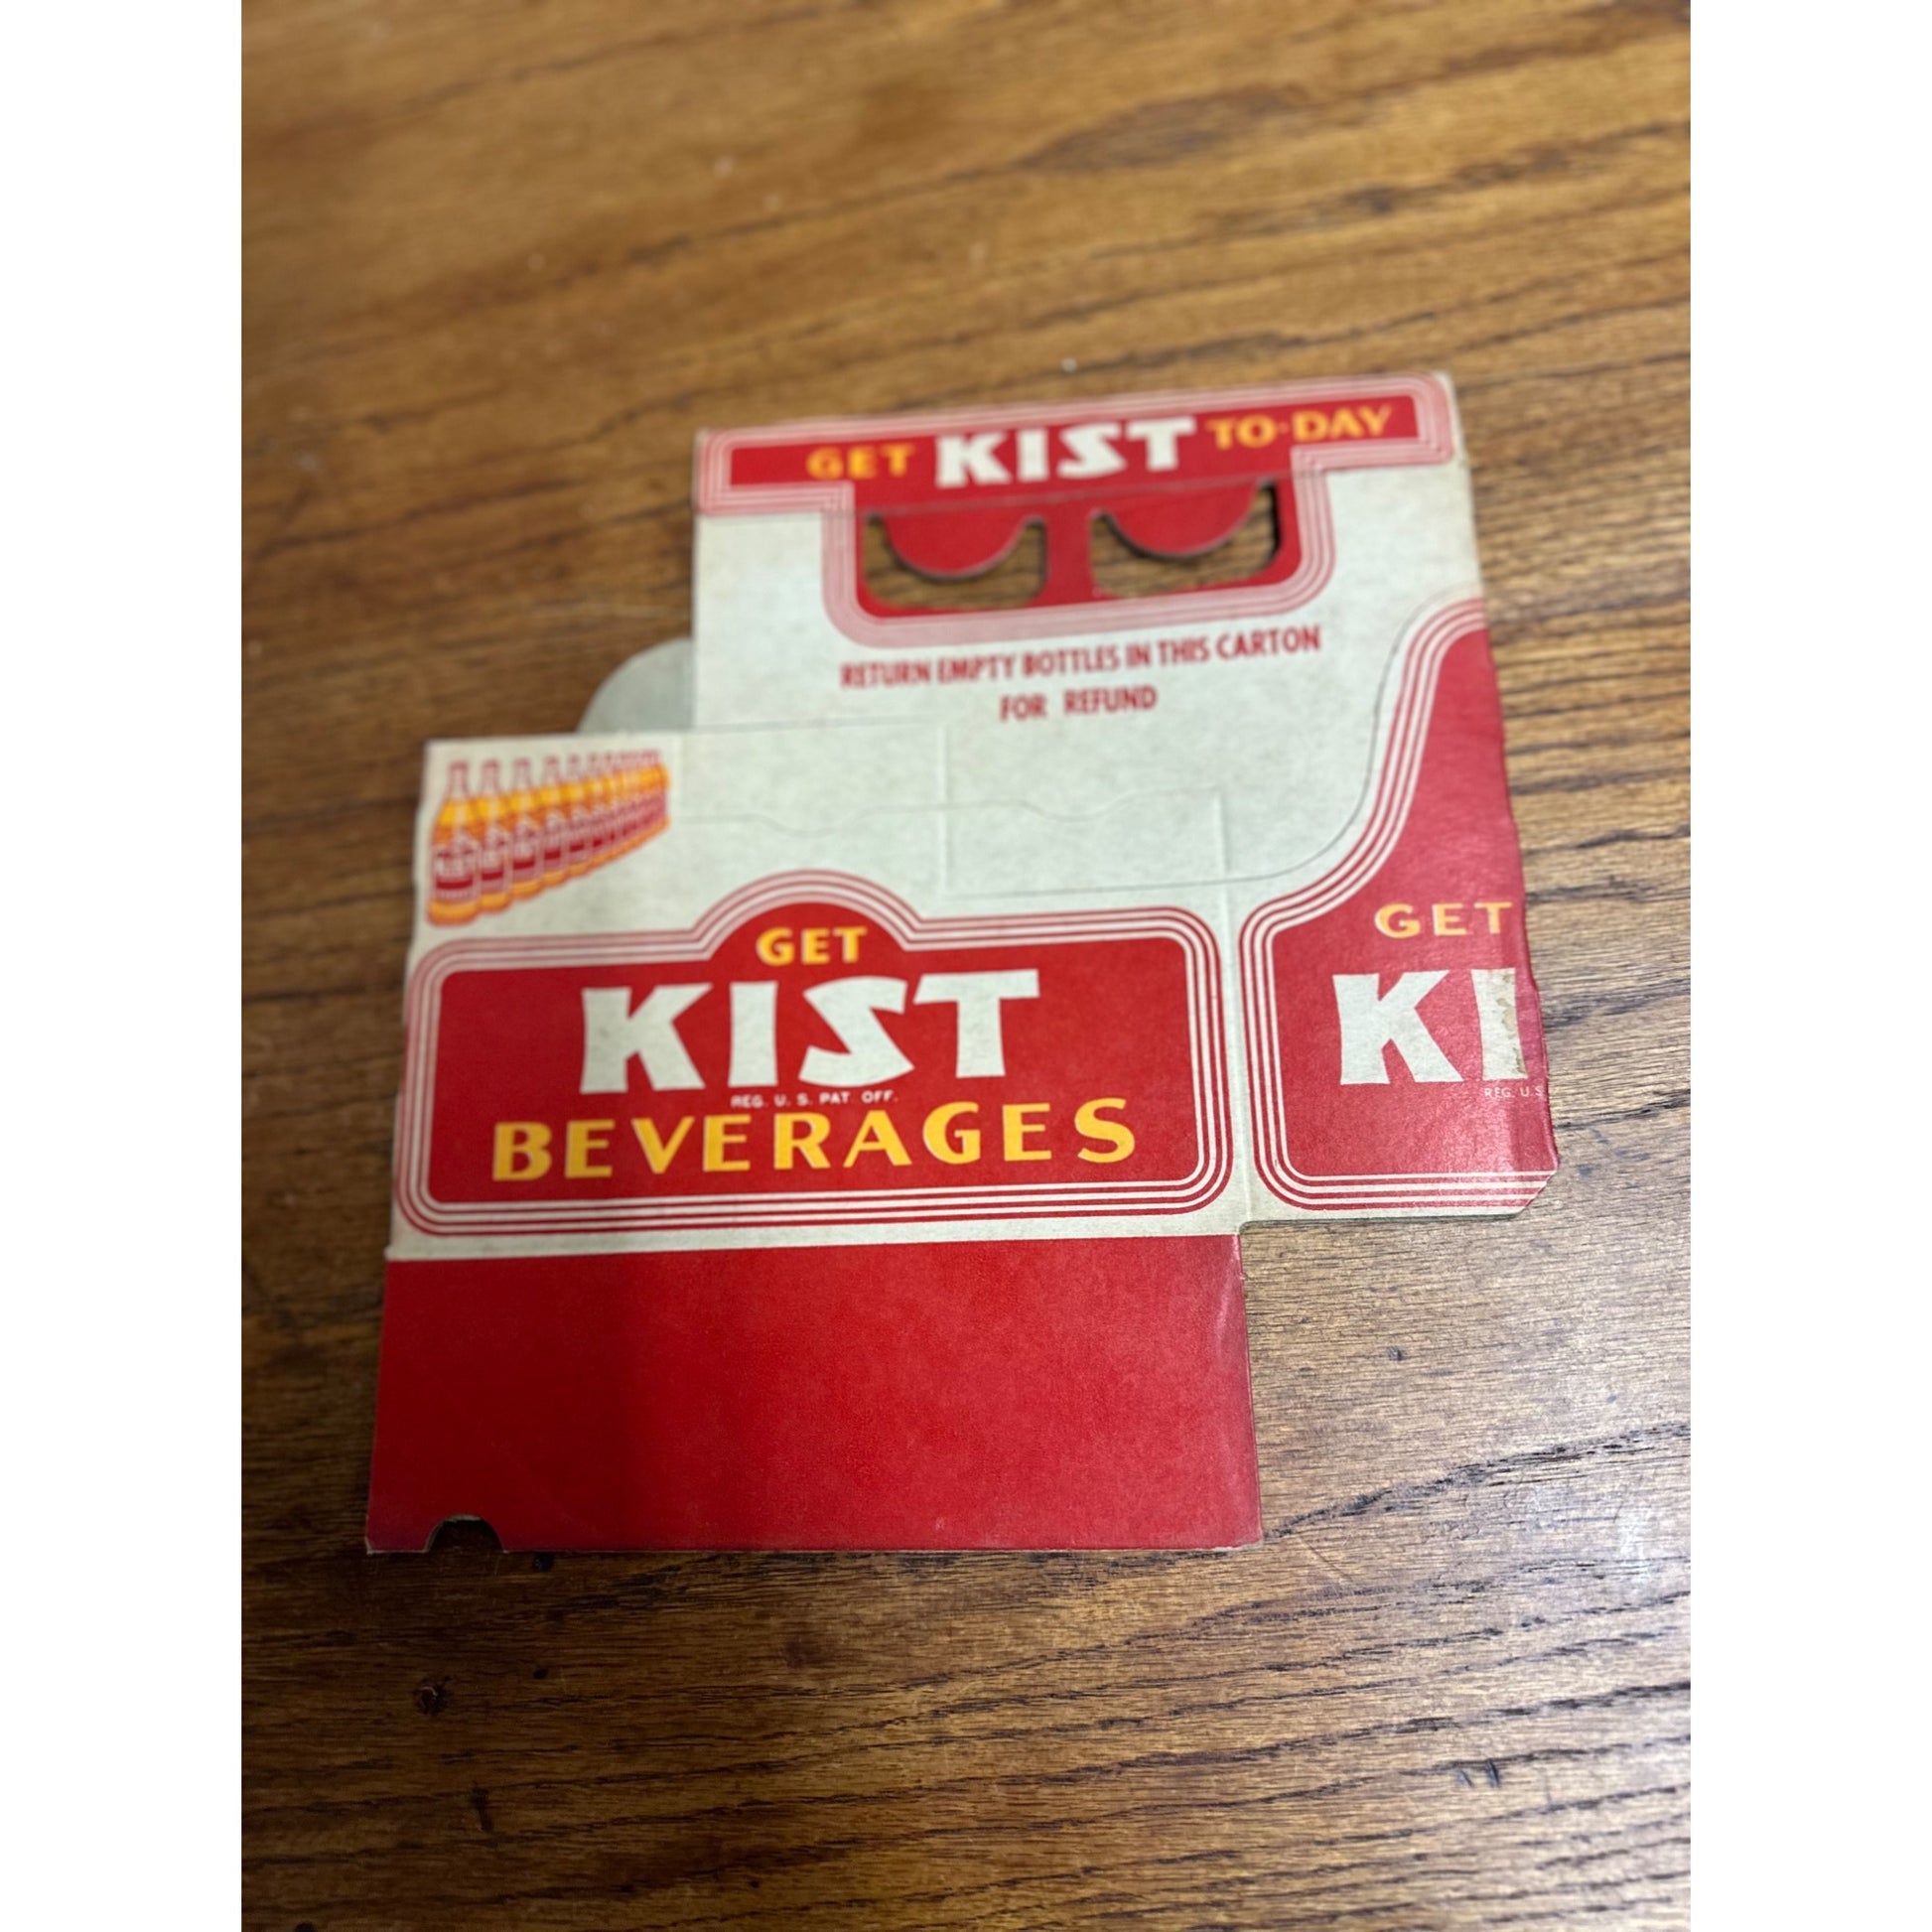 GET KIST TO-DAY
RETURN EMPTY BOTTLES IN THIS CARTON
FOR REFUND
GET
KIST
REG. U. S. PAT. OFF.
BEVERAGES
GET
KI
REG. U.S.